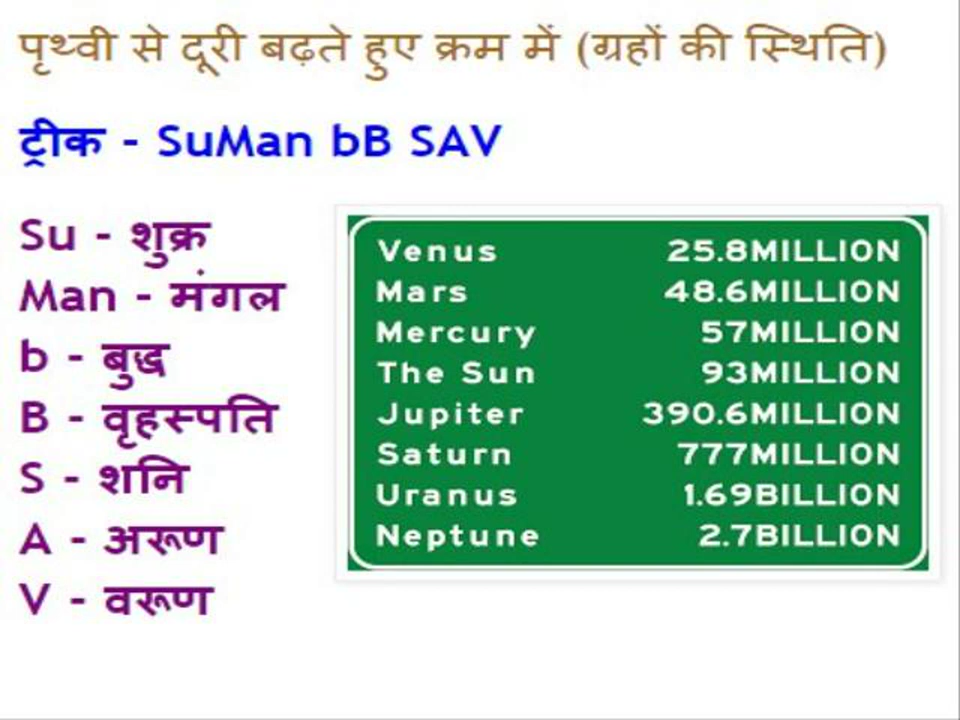 पृथ्वी से दूरी बढ़ते हुए क्रम में (ग्रहों की स्थिति)
ट्रीक - SuMan bB SAV
Su - शुक्र
Man - मंगल
b - बुद्ध
B - वृहस्पति
S - शनि
A - अरूण
V - वरूण
Venus 25.8MILLION
Mars 48.6MILLION
Mercury 57MILLION
The Sun 93MILLION
Jupiter 390.6MILLION
Saturn 777MILLION
Uranus 1.69BILLION
Neptune 2.7BILLION